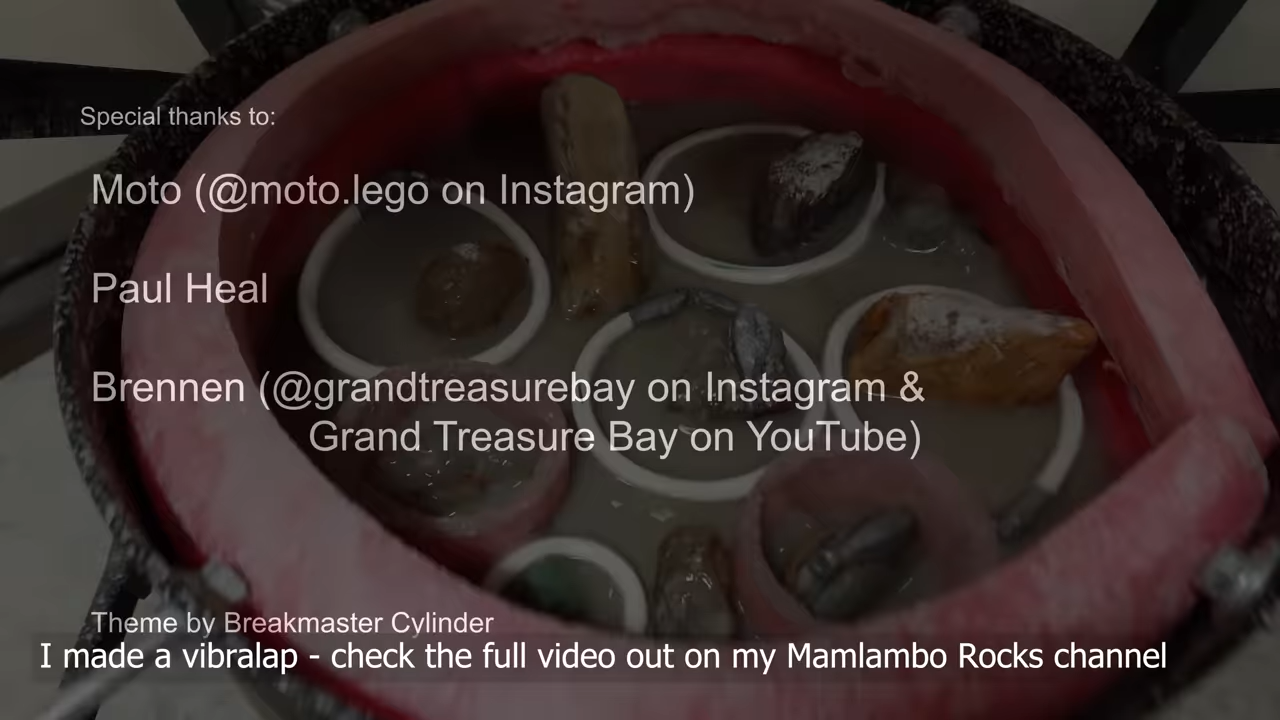 Special thanks to:
Moto (@moto.lego on Instagram)
Paul Heal
Brennen (@grandtreasurebay on Instagram &
Grand Treasure Bay on YouTube)
Theme by Breakmaster Cylinder
I made a vibralap - check the full video out on my Mamlambo Rocks channel